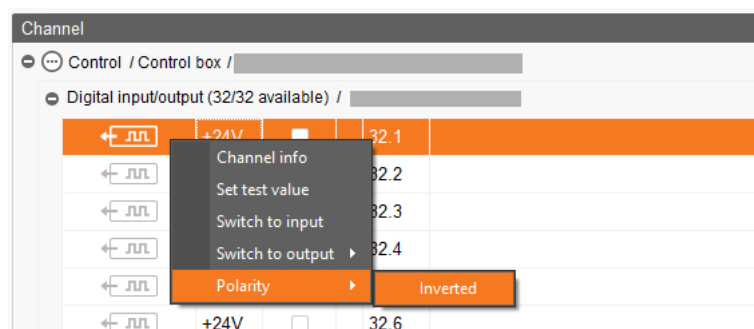 Channel
Control / Control box /
Digital input/output (32/32 available) /
+24V 32.1
Channel info
32.2
Set test value
Switch to input
32.3
Switch to output
32.4
Polarity
Inverted
+24V 32.6